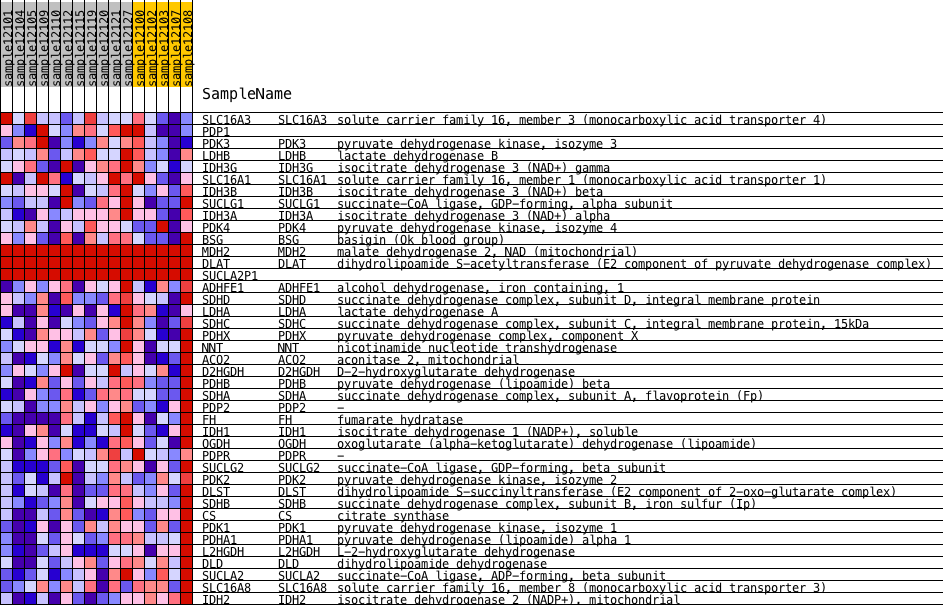 sample12101
sample12104
sample12105
sample12109
sample12110
sample12112
sample12115
sample12119
sample12120
sample12121
sample12127
sample12100
sample12102
sample12103
sample12107
sample12108
SampleName
SLC16A3 SLC16A3 solute carrier family 16, member 3 (monocarboxylic acid transporter 4)
PDP1
PDK3 PDK3 pyruvate dehydrogenase kinase, isozyme 3
LDHB LDHB lactate dehydrogenase B
IDH3G IDH3G isocitrate dehydrogenase 3 (NAD+) gamma
SLC16A1 SLC16A1 solute carrier family 16, member 1 (monocarboxylic acid transporter 1)
IDH3B IDH3B isocitrate dehydrogenase 3 (NAD+) beta
SUCLG1 SUCLG1 succinate-CoA ligase, GDP-forming, alpha subunit
IDH3A IDH3A isocitrate dehydrogenase 3 (NAD+) alpha
PDK4 PDK4 pyruvate dehydrogenase kinase, isozyme 4
BSG BSG basigin (Ok blood group)
MDH2 MDH2 malate dehydrogenase 2, NAD (mitochondrial)
DLAT DLAT dihydrolipoamide S-acetyltransferase (E2 component of pyruvate dehydrogenase complex)
SUCLA2P1
ADHFE1 ADHFE1 alcohol dehydrogenase, iron containing, 1
SDHD SDHD succinate dehydrogenase complex, subunit D, integral membrane protein
LDHA LDHA lactate dehydrogenase A
SDHC SDHC succinate dehydrogenase complex, subunit C, integral membrane protein, 15kDa
PDHX PDHX pyruvate dehydrogenase complex, component X
NNT NNT nicotinamide nucleotide transhydrogenase
ACO2 ACO2 aconitase 2, mitochondrial
D2HGDH D2HGDH D-2-hydroxyglutarate dehydrogenase
PDHB PDHB pyruvate dehydrogenase (lipoamide) beta
SDHA SDHA succinate dehydrogenase complex, subunit A, flavoprotein (Fp)
PDP2 PDP2 -
FH FH fumarate hydratase
IDH1 IDH1 isocitrate dehydrogenase 1 (NADP+), soluble
OGDH OGDH oxoglutarate (alpha-ketoglutarate) dehydrogenase (lipoamide)
PDPR PDPR -
SUCLG2 SUCLG2 succinate-CoA ligase, GDP-forming, beta subunit
PDK2 PDK2 pyruvate dehydrogenase kinase, isozyme 2
DLST DLST dihydrolipoamide S-succinyltransferase (E2 component of 2-oxo-glutarate complex)
SDHB SDHB succinate dehydrogenase complex, subunit B, iron sulfur (Ip)
CS CS citrate synthase
PDK1 PDK1 pyruvate dehydrogenase kinase, isozyme 1
PDHA1 PDHA1 pyruvate dehydrogenase (lipoamide) alpha 1
L2HGDH L2HGDH L-2-hydroxyglutarate dehydrogenase
DLD DLD dihydrolipoamide dehydrogenase
SUCLA2 SUCLA2 succinate-CoA ligase, ADP-forming, beta subunit
SLC16A8 SLC16A8 solute carrier family 16, member 8 (monocarboxylic acid transporter 3)
IDH2 IDH2 isocitrate dehydrogenase 2 (NADP+), mitochondrial